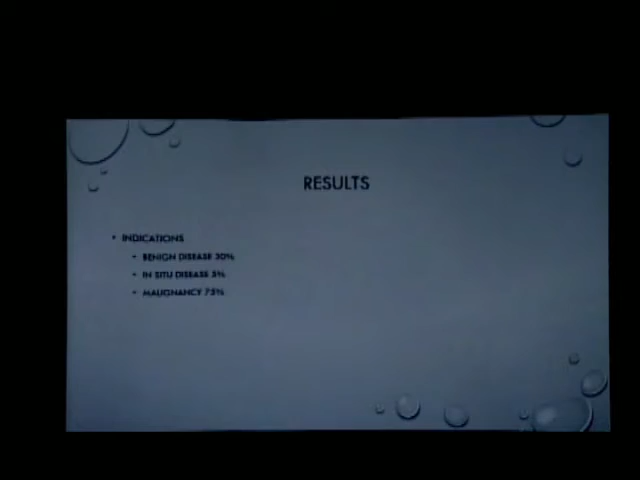 RESULTS
• INDICATIONS
• BENIGN DISEASE 20%
• IN SITU DISEASE 5%
• MALIGNANCY 75%